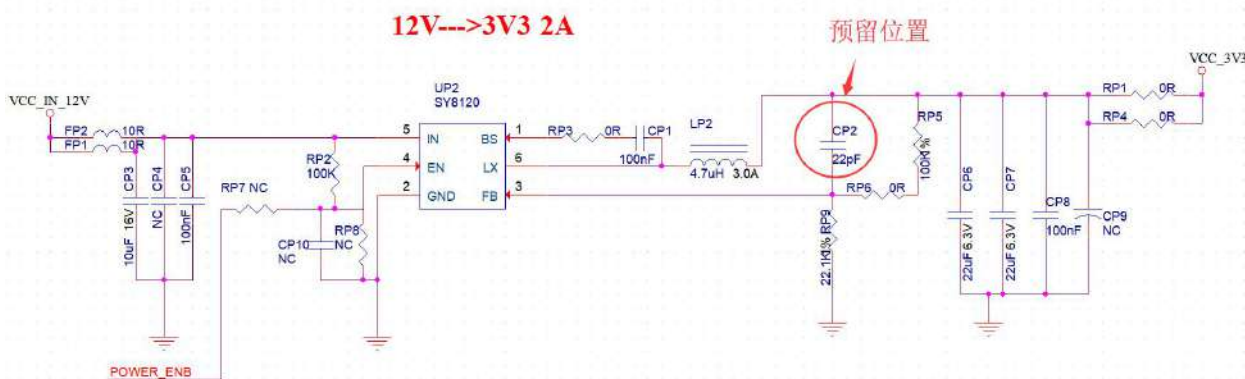 12V--->3V3 2A
预留位置
VCC_3V3
VCC_IN_12V
UP2
SY8120
FP2 10R
FP1 10R
5 IN BS 1
4 EN LX 6
2 GND FB 3
RP3 0R
CP1
100nF
LP2
4.7uH 3.0A
CP2
22pF
RP5
100K1%
RP1 0R
RP4 0R
RP2
100K
RP7 NC
CP3
10uF 16V
CP4
NC
CP5
100nF
CP10
NC
RP8
NC
RP6 0R
RP9
22.1K1%
CP6
22uF 6.3V
CP7
22uF 6.3V
CP8
100nF
CP9
NC
POWER_ENB